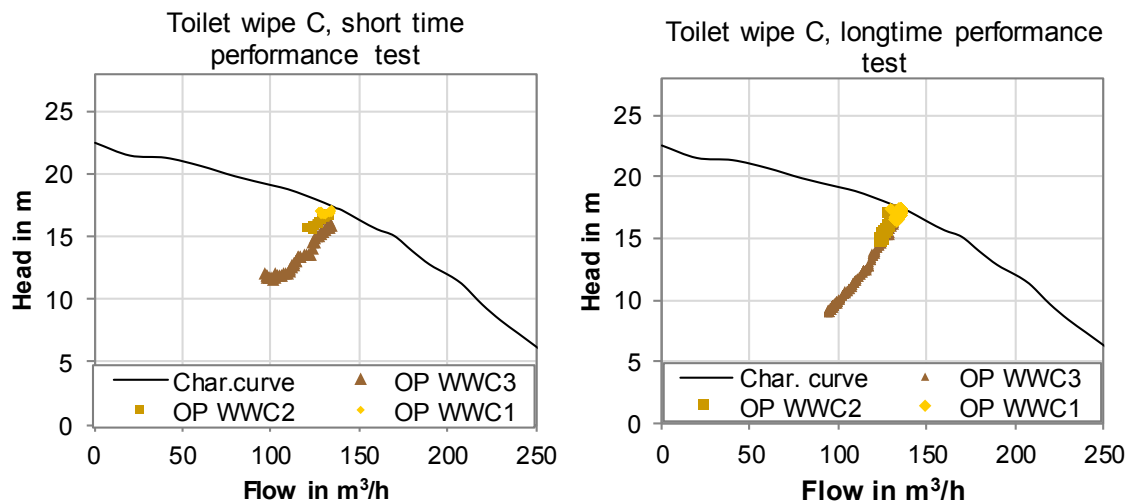 Toilet wipe C, short time
performance test
25
20
15
10
5
0
Head in m
Char.curve
OP WWC3
OP WWC2
OP WWC1
0 50 100 150 200 250
Flow in m³/h
Toilet wipe C, longtime performance
test
25
20
15
10
5
0
Head in m
Char. curve
OP WWC3
OP WWC2
OP WWC1
0 50 100 150 200 250
Flow in m³/h